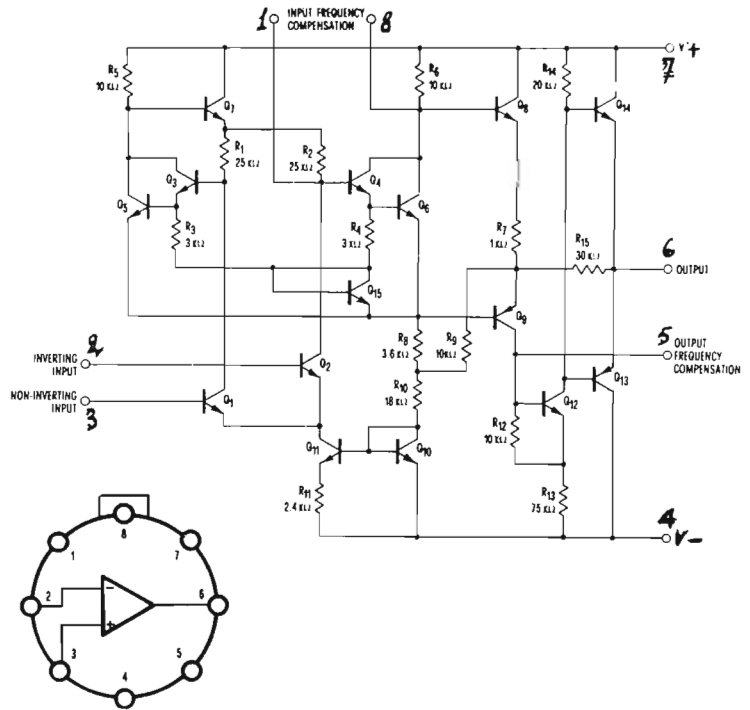 1 INPUT FREQUENCY 8
COMPENSATION
V+
7
R5
10 KΩ
Q7
R6
10 KΩ
Q8
R14
20 KΩ
Q14
R1
25 KΩ
R2
25 KΩ
Q3
Q5
Q4
Q6
R3
3 KΩ
R4
3 KΩ
R7
1 KΩ
R15
30 KΩ
6
OUTPUT
Q15
Q9
R8
3.6 KΩ
R9
10KΩ
5 OUTPUT
FREQUENCY
COMPENSATION
2
INVERTING
INPUT
Q2
NON-INVERTING
INPUT
3
Q1
R10
18 KΩ
Q12
Q13
R12
10 KΩ
Q11
Q10
R11
2.4 KΩ
R13
75 KΩ
4
V-
8
1
7
2
-
6
+
3
5
4